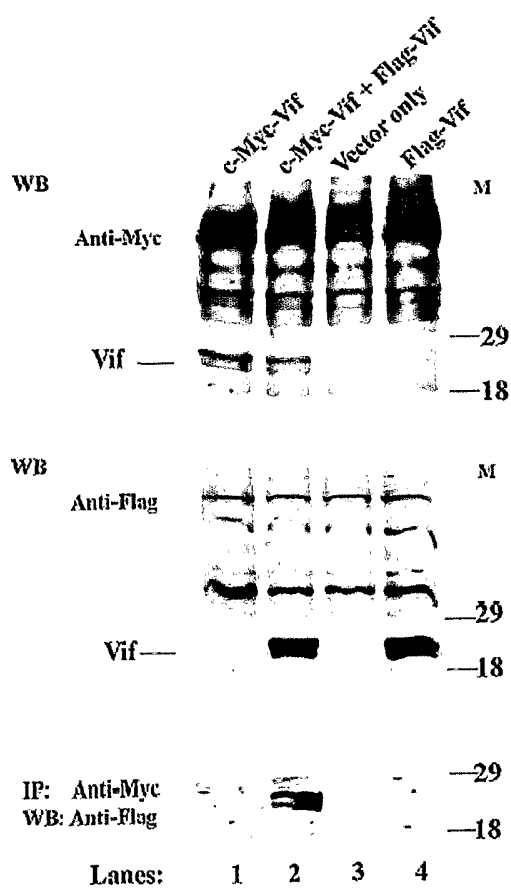 c-Myc-Vif
c-Myc-Vif + Flag-Vif
Vector only
Flag-Vif
WB
M
Anti-Myc
29
Vif
18
WB
M
Anti-Flag
29
Vif
18
29
IP: Anti-Myc
WB: Anti-Flag
18
Lanes: 1 2 3 4